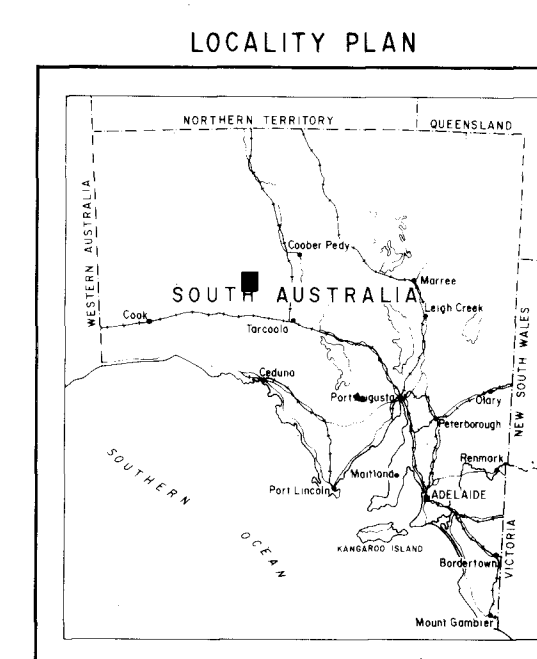 LOCALITY PLAN
NORTHERN TERRITORY
QUEENSLAND
WESTERN AUSTRALIA
Coober Pedy
Marree
SOUTH AUSTRALIA
Leigh Creek
Cook
Tarcoola
NEW SOUTH WALES
Ceduna
Port Augusta
Olary
Peterborough
Renmark
Maitland
Port Lincoln
ADELAIDE
SOUTHERN
OCEAN
KANGAROO ISLAND
VICTORIA
Bordertown
Mount Gambier